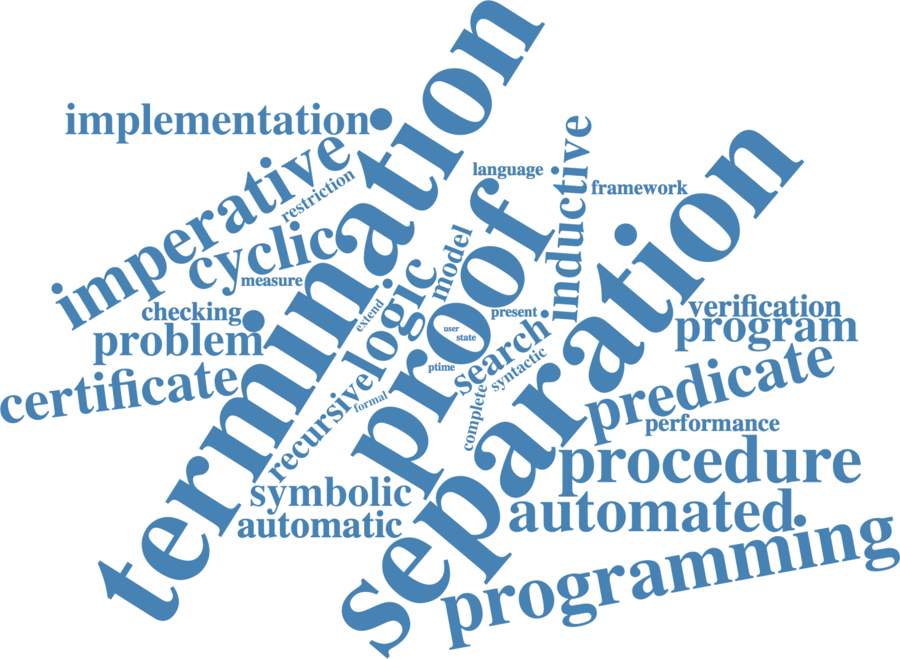 termination
implementation
imperative
restriction
cyclic
measure
checking
problem
certificate
language
inductive
framework
model
proof
separation
logic
extend
recursive
formal
present
user
state
ptime
search
syntactic
complete
verification
program
predicate
performance
procedure
symbolic
automatic
automated
programming